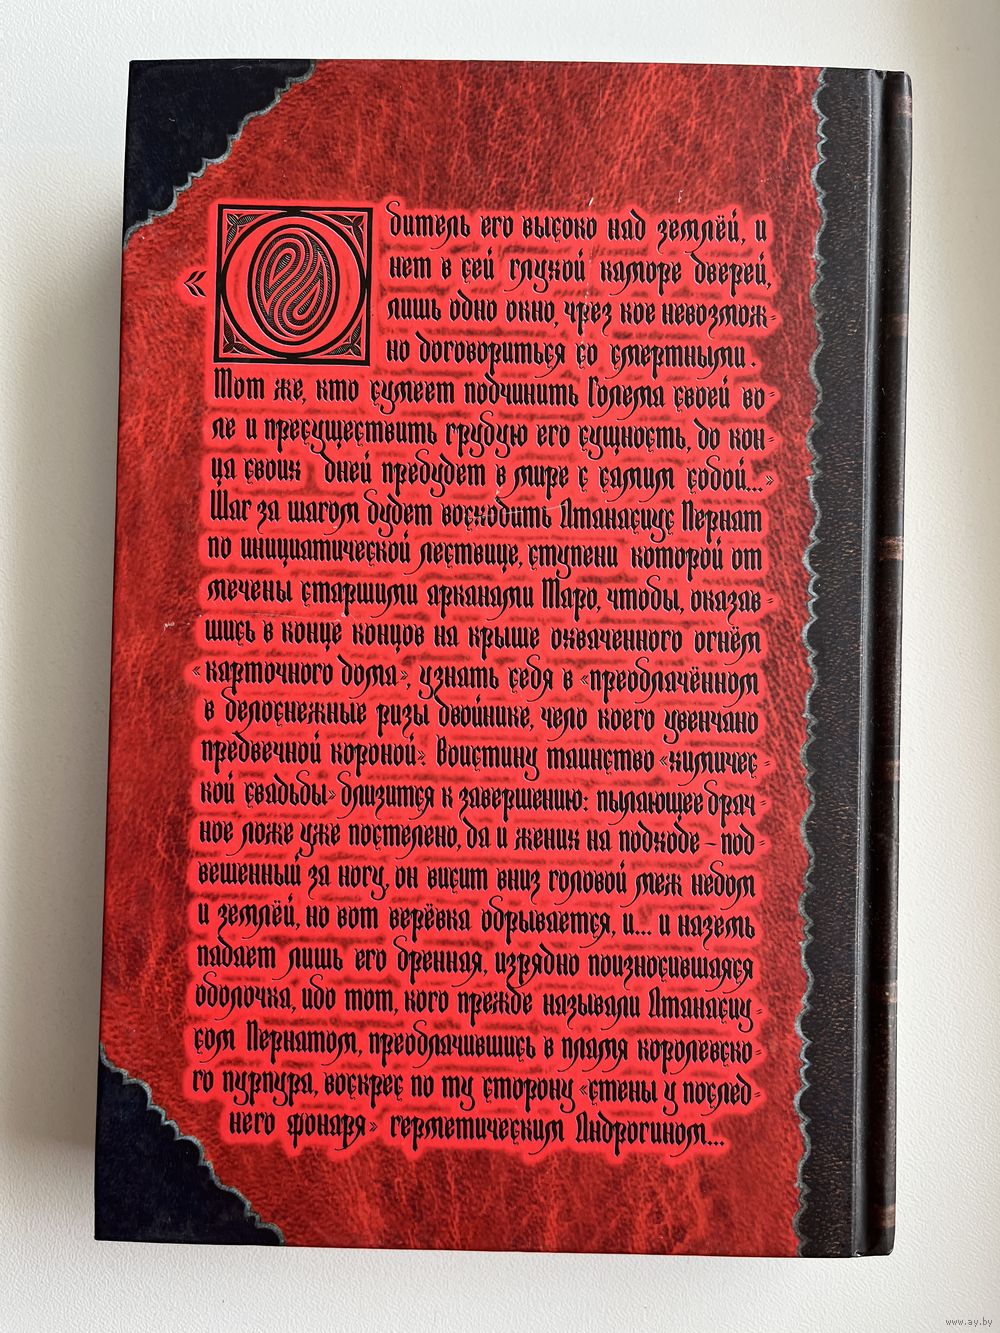 «Обитель его высоко над землёй, и
нет в сей глухой каморе дверей,
лишь одно окно, чрез кое невозмож-
но договориться со смертными.
Тот же, кто сумеет подчинить Голема своей во-
ле и пресуществить грубую его сущность, до кон-
ца своих дней пребудет в мире с самим собой...»
Шаг за шагом будет восходить Атанасиус Пернат
по инициатической лествице, ступени которой от
мечены старшими арканами Таро, чтобы, оказав-
шись в конце концов на крыше охваченного огнём
«карточного дома», узнать себя в «преоблачённом
в белоснежные ризы двойнике, чело коего увенчано
предвечной короной». Воистину таинство «химичес-
кой свадьбы» близится к завершению: пылающее брач-
ное ложе уже постелено, да и жених на подходе – под-
вешенный за ногу, он висит вниз головой меж небом
и землёй, но вот верёвка обрывается, и... и наземь
падает лишь его бренная, изрядно поизносившаяся
оболочка, ибо тот, кого прежде называли Атанасиу-
сом Пернатом, преоблачившись в пламя королевско-
го пурпура, воскрес по ту сторону «стены у послед-
него фонаря» герметическим Андрогином...
www.ay.by